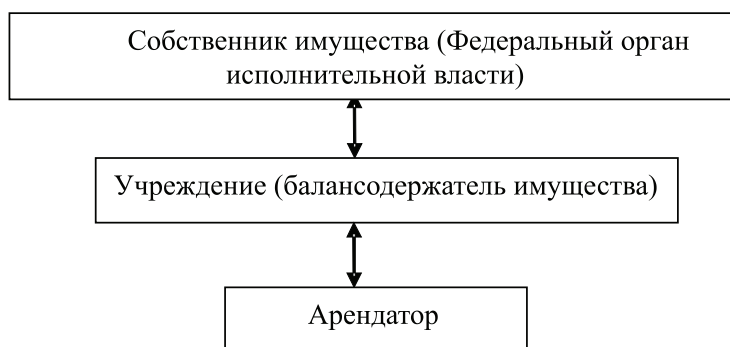 Собственник имущества (Федеральный орган
исполнительной власти)
Учреждение (балансодержатель имущества)
Арендатор